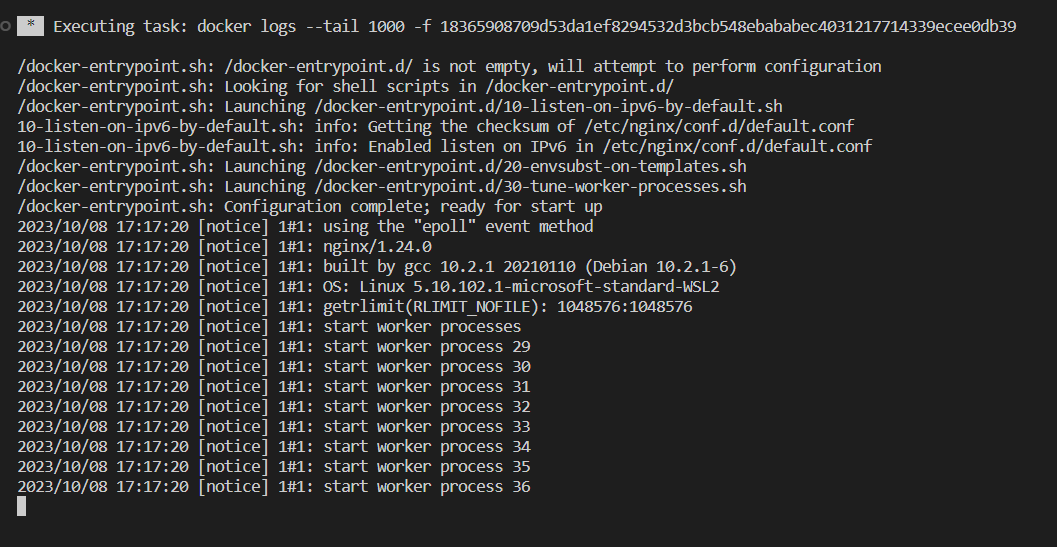 * Executing task: docker logs --tail 1000 -f 18365908709d53da1ef8294532d3bcb548ebababec4031217714339ecee0db39
/docker-entrypoint.sh: /docker-entrypoint.d/ is not empty, will attempt to perform configuration
/docker-entrypoint.sh: Looking for shell scripts in /docker-entrypoint.d/
/docker-entrypoint.sh: Launching /docker-entrypoint.d/10-listen-on-ipv6-by-default.sh
10-listen-on-ipv6-by-default.sh: info: Getting the checksum of /etc/nginx/conf.d/default.conf
10-listen-on-ipv6-by-default.sh: info: Enabled listen on IPv6 in /etc/nginx/conf.d/default.conf
/docker-entrypoint.sh: Launching /docker-entrypoint.d/20-envsubst-on-templates.sh
/docker-entrypoint.sh: Launching /docker-entrypoint.d/30-tune-worker-processes.sh
/docker-entrypoint.sh: Configuration complete; ready for start up
2023/10/08 17:17:20 [notice] 1#1: using the "epoll" event method
2023/10/08 17:17:20 [notice] 1#1: nginx/1.24.0
2023/10/08 17:17:20 [notice] 1#1: built by gcc 10.2.1 20210110 (Debian 10.2.1-6)
2023/10/08 17:17:20 [notice] 1#1: OS: Linux 5.10.102.1-microsoft-standard-WSL2
2023/10/08 17:17:20 [notice] 1#1: getrlimit(RLIMIT_NOFILE): 1048576:1048576
2023/10/08 17:17:20 [notice] 1#1: start worker processes
2023/10/08 17:17:20 [notice] 1#1: start worker process 29
2023/10/08 17:17:20 [notice] 1#1: start worker process 30
2023/10/08 17:17:20 [notice] 1#1: start worker process 31
2023/10/08 17:17:20 [notice] 1#1: start worker process 32
2023/10/08 17:17:20 [notice] 1#1: start worker process 33
2023/10/08 17:17:20 [notice] 1#1: start worker process 34
2023/10/08 17:17:20 [notice] 1#1: start worker process 35
2023/10/08 17:17:20 [notice] 1#1: start worker process 36